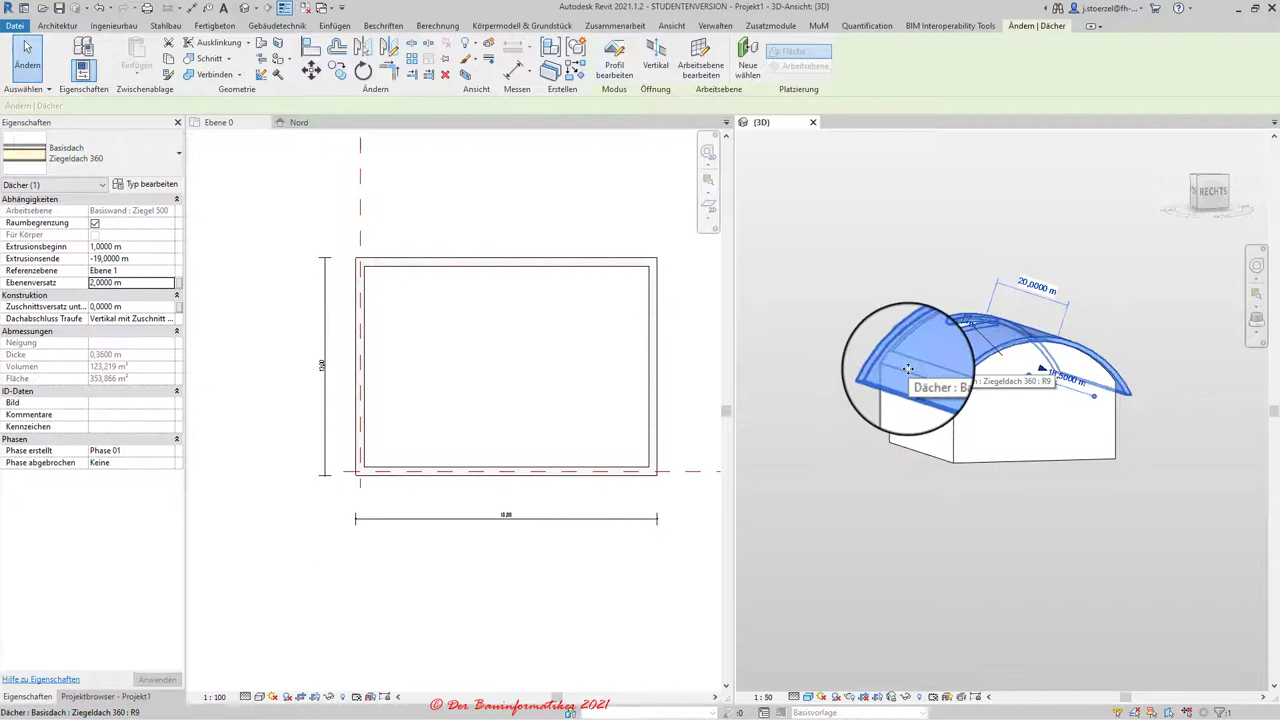 Autodesk Revit 2021.1.2 - STUDENTENVERSION - Projekt1 - 3D-Ansicht: {3D}
j.stoerzel@fh-...
Datei Architektur Ingenieurbau Stahlbau Fertigbeton Gebäudetechnik Einfügen Beschriften Berechnung Körpermodell & Grundstück Zusammenarbeit Ansicht Verwalten Zusatzmodule MuM Quantification BIM Interoperability Tools Ändern | Dächer
Ausklinkung
Schnitt
Verbinden
Fläche...
Arbeitsebene...
Ändern
Einfügen
Profil bearbeiten
Vertikal
Arbeitsebene bearbeiten
Neue wählen
Auswählen Eigenschaften Zwischenablage Geometrie Ändern Ansicht Messen Erstellen Modus Öffnung Arbeitsebene Platzierung
Ändern | Dächer
Eigenschaften
Ebene 0
Nord
{3D}
Basisdach
Ziegeldach 360
Dächer (1)
Typ bearbeiten
Abhängigkeiten
Arbeitsebene Basiswand : Ziegel 500
Raumbegrenzung
Für Körper
Extrusionsbeginn 1,0000 m
Extrusionsende -19,0000 m
Referenzebene Ebene 1
Ebenenversatz 2,0000 m
Konstruktion
Zuschnittsversatz unt... 0,0000 m
Dachabschluss Traufe Vertikal mit Zuschnitt ...
Abmessungen
Neigung
Dicke 0,3600 m
Volumen 123,219 m³
Fläche 353,866 m²
ID-Daten
Bild
Kommentare
Kennzeichen
Phasen
Phase erstellt Phase 01
Phase abgebrochen Keine
RECHTS
20,0000 m
Dächer : Ba
: Ziegeldach 360 : R9
Hilfe zu Eigenschaften
Anwenden
Eigenschaften
Projektbrowser - Projekt1
1 : 100
1 : 50
© Der Bauinformatiker 2021
Dächer : Basisdach : Ziegeldach 360 : R9
:0
Basisvorlage
:1